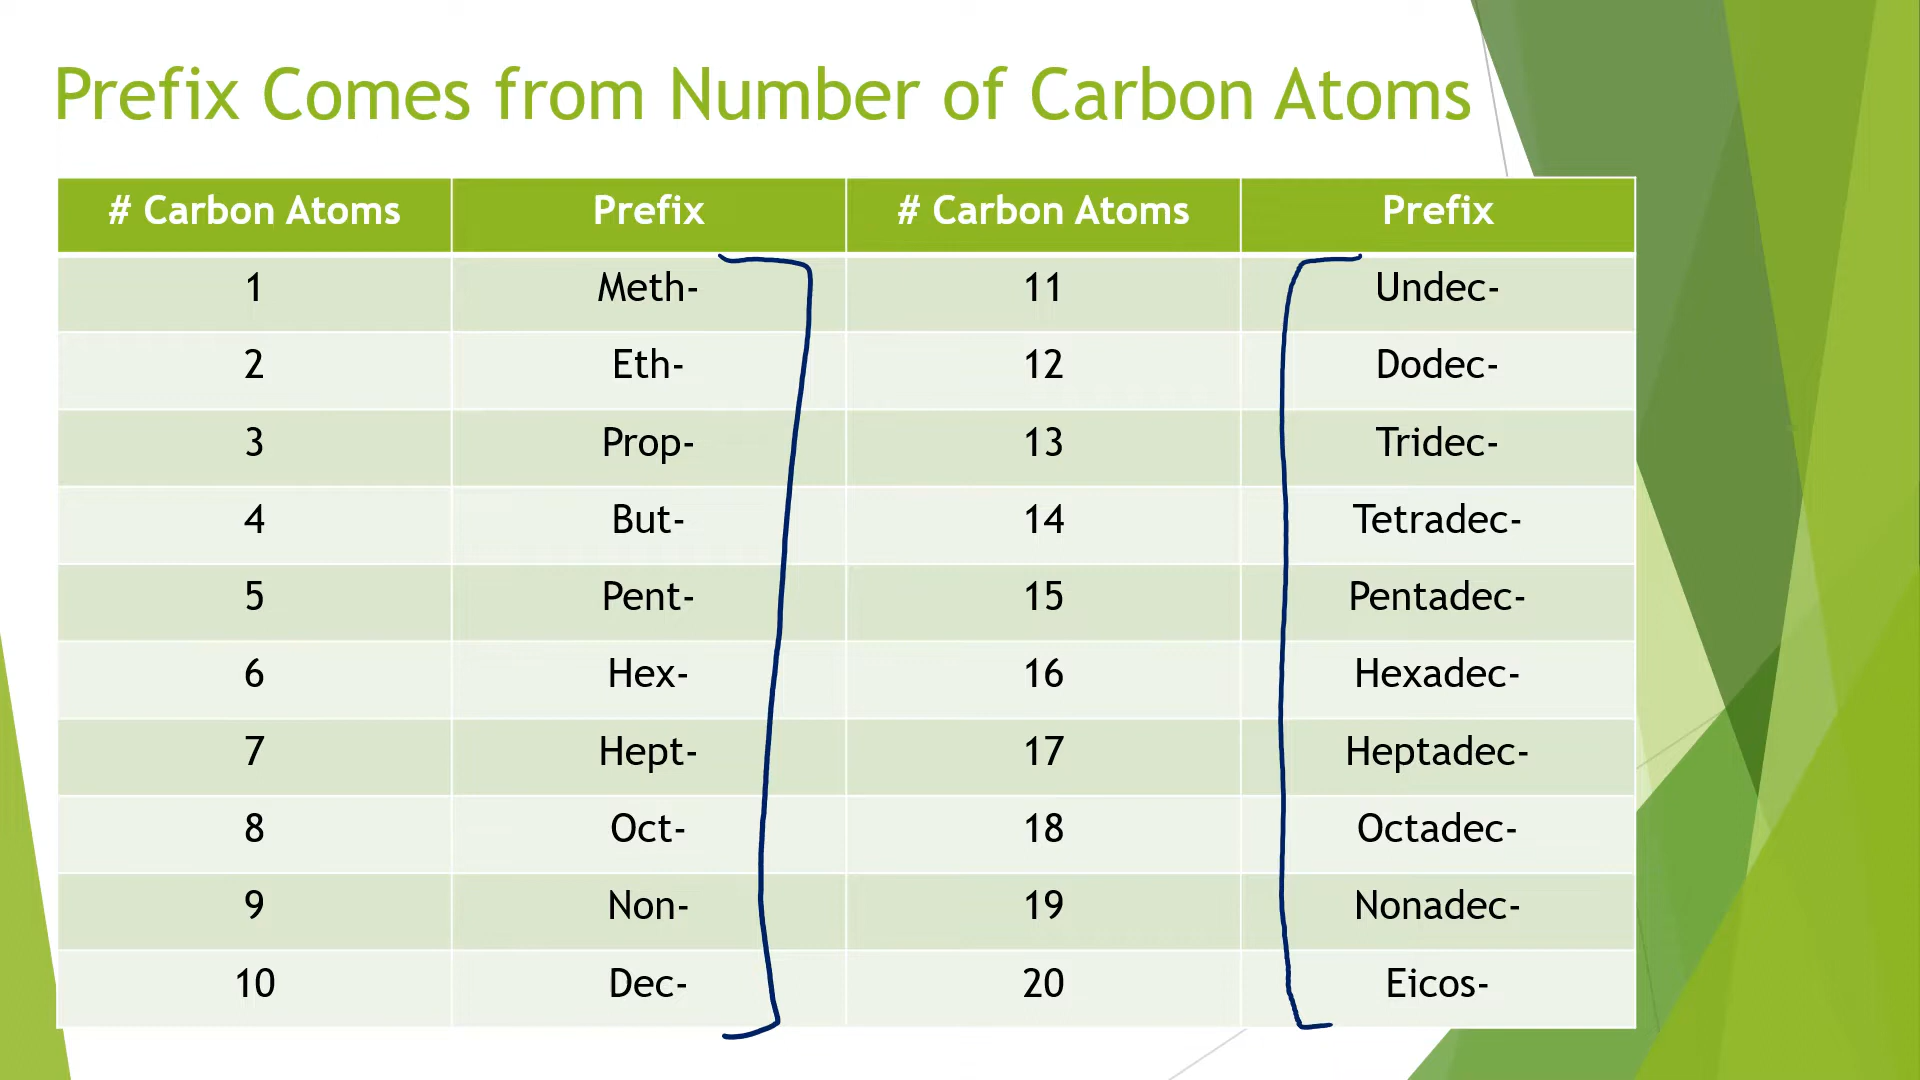 Prefix Comes from Number of Carbon Atoms
# Carbon Atoms Prefix # Carbon Atoms Prefix
1 Meth- 11 Undec-
2 Eth- 12 Dodec-
3 Prop- 13 Tridec-
4 But- 14 Tetradec-
5 Pent- 15 Pentadec-
6 Hex- 16 Hexadec-
7 Hept- 17 Heptadec-
8 Oct- 18 Octadec-
9 Non- 19 Nonadec-
10 Dec- 20 Eicos-